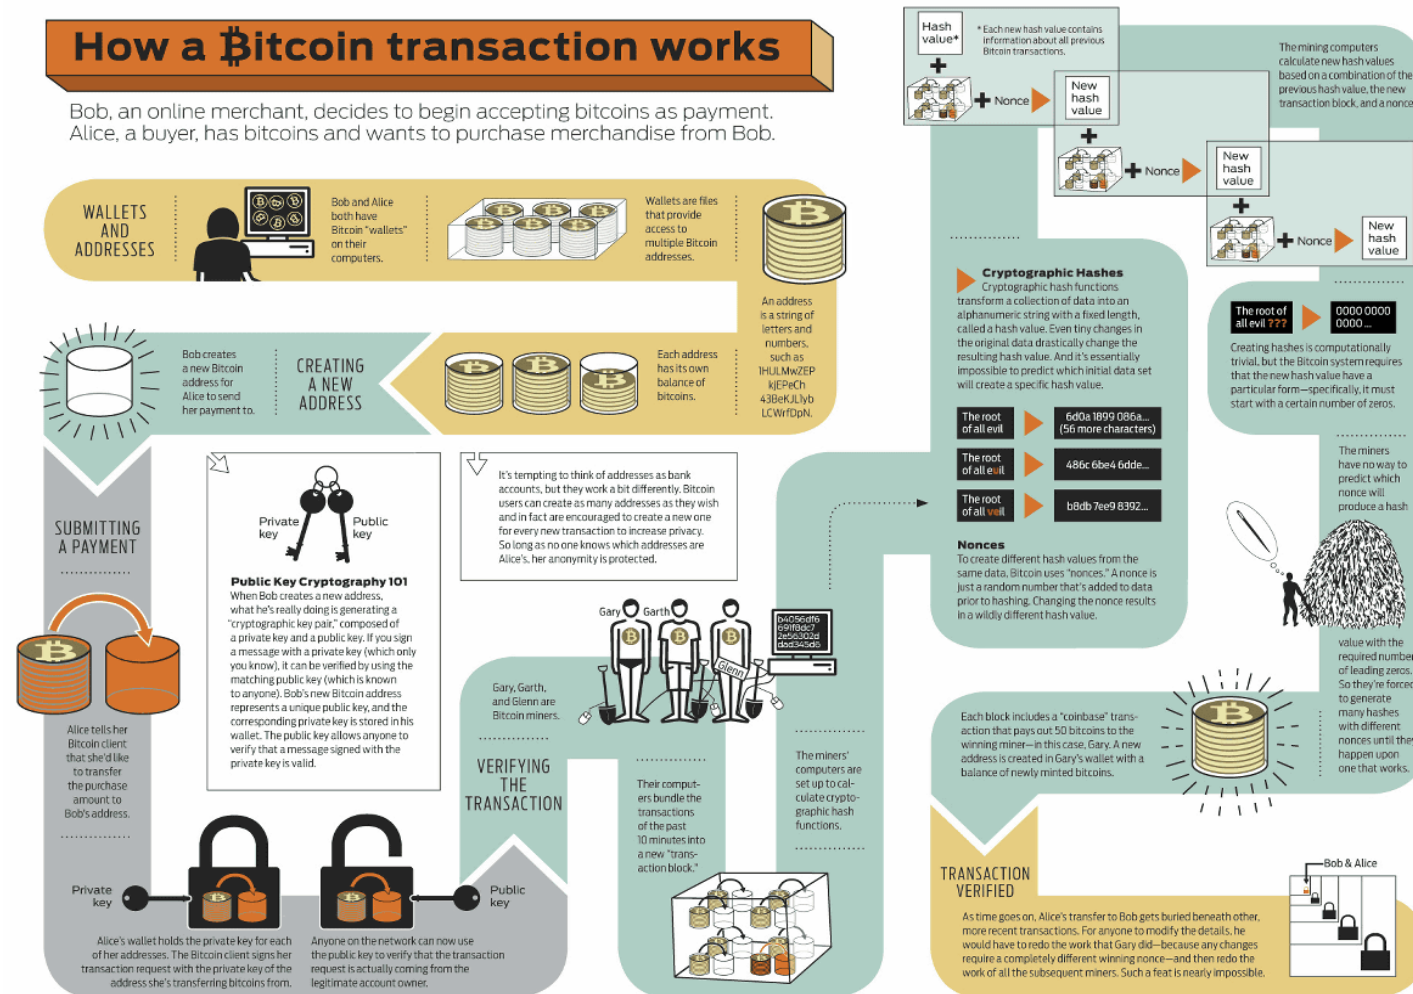 How a Bitcoin transaction works
Bob, an online merchant, decides to begin accepting bitcoins as payment.
Alice, a buyer, has bitcoins and wants to purchase merchandise from Bob.
WALLETS
AND
ADDRESSES
Bob and Alice
both have
Bitcoin “wallets”
on their
computers.
Wallets are files
that provide
access to
multiple Bitcoin
addresses.
An address
is a string of
letters and
numbers,
such as
1HULMwZEP
kjEPeCh
43BeKJL1yb
LCWrfDpN.
Each address
has its own
balance of
bitcoins.
CREATING
A NEW
ADDRESS
Bob creates
a new Bitcoin
address for
Alice to send
her payment to.
SUBMITTING
A PAYMENT
Private
key
Public
key
Public Key Cryptography 101
When Bob creates a new address,
what he's really doing is generating a
“cryptographic key pair,” composed of
a private key and a public key. If you sign
a message with a private key (which only
you know), it can be verified by using the
matching public key (which is known
to anyone). Bob's new Bitcoin address
represents a unique public key, and the
corresponding private key is stored in his
wallet. The public key allows anyone to
verify that a message signed with the
private key is valid.
It's tempting to think of addresses as bank
accounts, but they work a bit differently. Bitcoin
users can create as many addresses as they wish
and in fact are encouraged to create a new one
for every new transaction to increase privacy.
So long as no one knows which addresses are
Alice's, her anonymity is protected.
Alice tells her
Bitcoin client
that she'd like
to transfer
the purchase
amount to
Bob's address.
Private
key
Public
key
Alice's wallet holds the private key for each
of her addresses. The Bitcoin client signs her
transaction request with the private key of the
address she's transferring bitcoins from.
Anyone on the network can now use
the public key to verify that the transaction
request is actually coming from the
legitimate account owner.
VERIFYING
THE
TRANSACTION
Gary, Garth,
and Glenn are
Bitcoin miners.
Gary
Garth
Glenn
b4056df6
691f8dc7
2e56302d
dad345d6
Their comput-
ers bundle the
transactions
of the past
10 minutes into
a new “trans-
action block.”
The miners'
computers are
set up to cal-
culate crypto-
graphic hash
functions.
Hash
value*
* Each new hash value contains
information about all previous
Bitcoin transactions.
+
+ Nonce
New
hash
value
+
+ Nonce
New
hash
value
+
+ Nonce
New
hash
value
The mining computers
calculate new hash values
based on a combination of the
previous hash value, the new
transaction block, and a nonce
Cryptographic Hashes
Cryptographic hash functions
transform a collection of data into an
alphanumeric string with a fixed length,
called a hash value. Even tiny changes in
the original data drastically change the
resulting hash value. And it's essentially
impossible to predict which initial data set
will create a specific hash value.
The root
of all evil
6d0a 1899 086a...
(56 more characters)
The root
of all euil
486c 6be4 6dde...
The root
of all veil
b8db 7ee9 8392...
Nonces
To create different hash values from the
same data, Bitcoin uses “nonces.” A nonce is
just a random number that's added to data
prior to hashing. Changing the nonce results
in a wildly different hash value.
The root of
all evil ???
0000 0000
0000 ...
Creating hashes is computationally
trivial, but the Bitcoin system requires
that the new hash value have a
particular form—specifically, it must
start with a certain number of zeros.
The miners
have no way to
predict which
nonce will
produce a hash
value with the
required number
of leading zeros.
So they're forced
to generate
many hashes
with different
nonces until they
happen upon
one that works.
Each block includes a “coinbase” trans-
action that pays out 50 bitcoins to the
winning miner—in this case, Gary. A new
address is created in Gary's wallet with a
balance of newly minted bitcoins.
TRANSACTION
VERIFIED
Bob & Alice
As time goes on, Alice's transfer to Bob gets buried beneath other,
more recent transactions. For anyone to modify the details, he
would have to redo the work that Gary did—because any changes
require a completely different winning nonce—and then redo the
work of all the subsequent miners. Such a feat is nearly impossible.